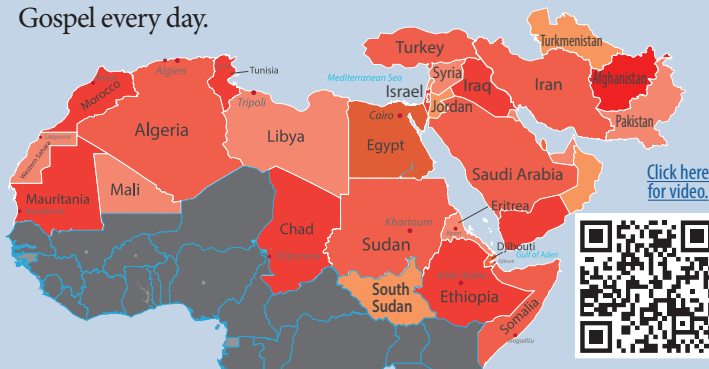 Gospel every day.
Turkey
Turkmenistan
Algiers
Tunisia
Mediterranean Sea
Syria
Israel
Iraq
Iran
Afghanistan
Morocco
Tripoli
Jordan
Cairo
Pakistan
Algeria
Libya
Egypt
Western Sahara
Saudi Arabia
Click here
for video.
Mauritania
Mali
Eritrea
Chad
Khartoum
Sudan
Djibouti
Gulf of Aden
South
Sudan
Ethiopia
Somalia
Mogadishu